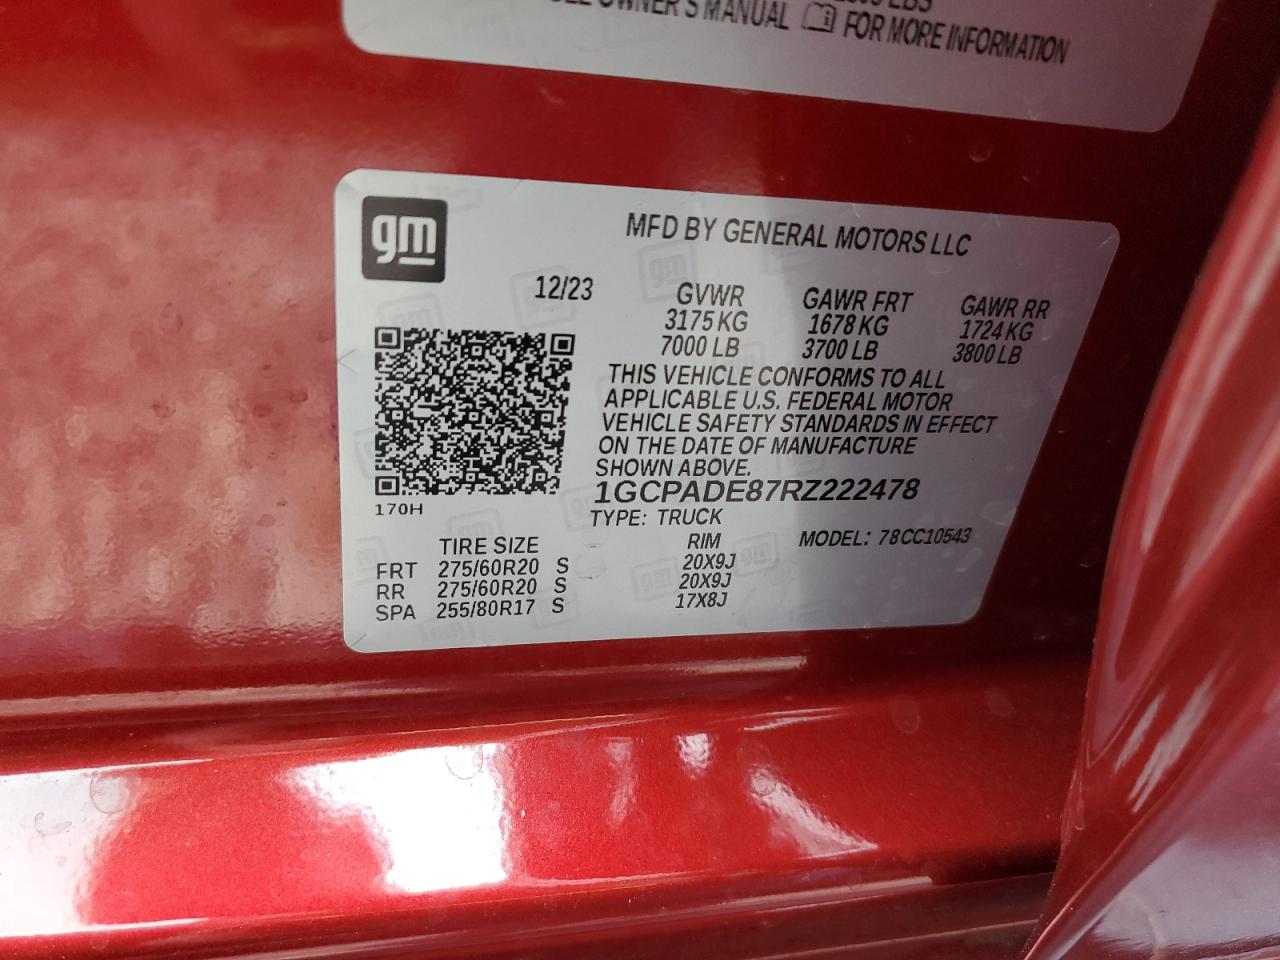 OWNER'S MANUAL FOR MORE INFORMATION
gm
MFD BY GENERAL MOTORS LLC
12/23 GVWR GAWR FRT GAWR RR
3175 KG 1678 KG 1724 KG
7000 LB 3700 LB 3800 LB
THIS VEHICLE CONFORMS TO ALL
APPLICABLE U.S. FEDERAL MOTOR
VEHICLE SAFETY STANDARDS IN EFFECT
ON THE DATE OF MANUFACTURE
SHOWN ABOVE.
1GCPADE87RZ222478
170H
TYPE: TRUCK
MODEL: 78CC10543
TIRE SIZE RIM
FRT 275/60R20 S 20X9J
RR 275/60R20 S 20X9J
SPA 255/80R17 S 17X8J